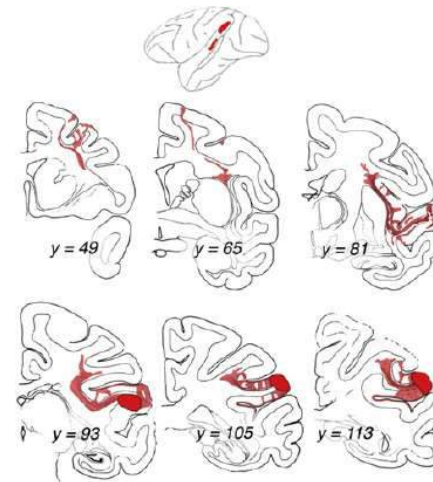 y = 49
y = 65
y = 81
y = 93
y = 105
y = 113